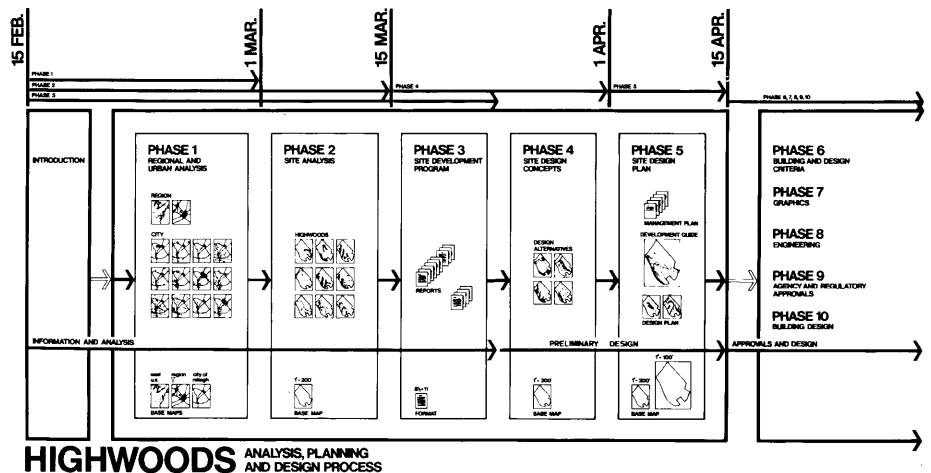 15 FEB.
1 MAR.
15 MAR.
1 APR.
15 APR.
PHASE 1
PHASE 2
PHASE 3
PHASE 4
PHASE 5
PHASE 6, 7, 8, 9, 10
INTRODUCTION
PHASE 1
REGIONAL AND
URBAN ANALYSIS
REGION
CITY
east
u.s.
region
city of
raleigh
BASE MAPS
PHASE 2
SITE ANALYSIS
HIGHWOODS
1"- 200'
BASE MAP
PHASE 3
SITE DEVELOPMENT
PROGRAM
REPORTS
8½ × 11
FORMAT
PHASE 4
SITE DESIGN
CONCEPTS
DESIGN
ALTERNATIVES
1"- 200'
BASE MAP
PHASE 5
SITE DESIGN
PLAN
MANAGEMENT PLAN
DEVELOPMENT GUIDE
DESIGN PLAN
1"- 200'
1"- 100'
BASE MAP
PHASE 6
BUILDING AND DESIGN
CRITERIA
PHASE 7
GRAPHICS
PHASE 8
ENGINEERING
PHASE 9
AGENCY AND REGULATORY
APPROVALS
PHASE 10
BUILDING DESIGN
INFORMATION AND ANALYSIS
PRELIMINARY DESIGN
APPROVALS AND DESIGN
HIGHWOODS
ANALYSIS, PLANNING
AND DESIGN PROCESS